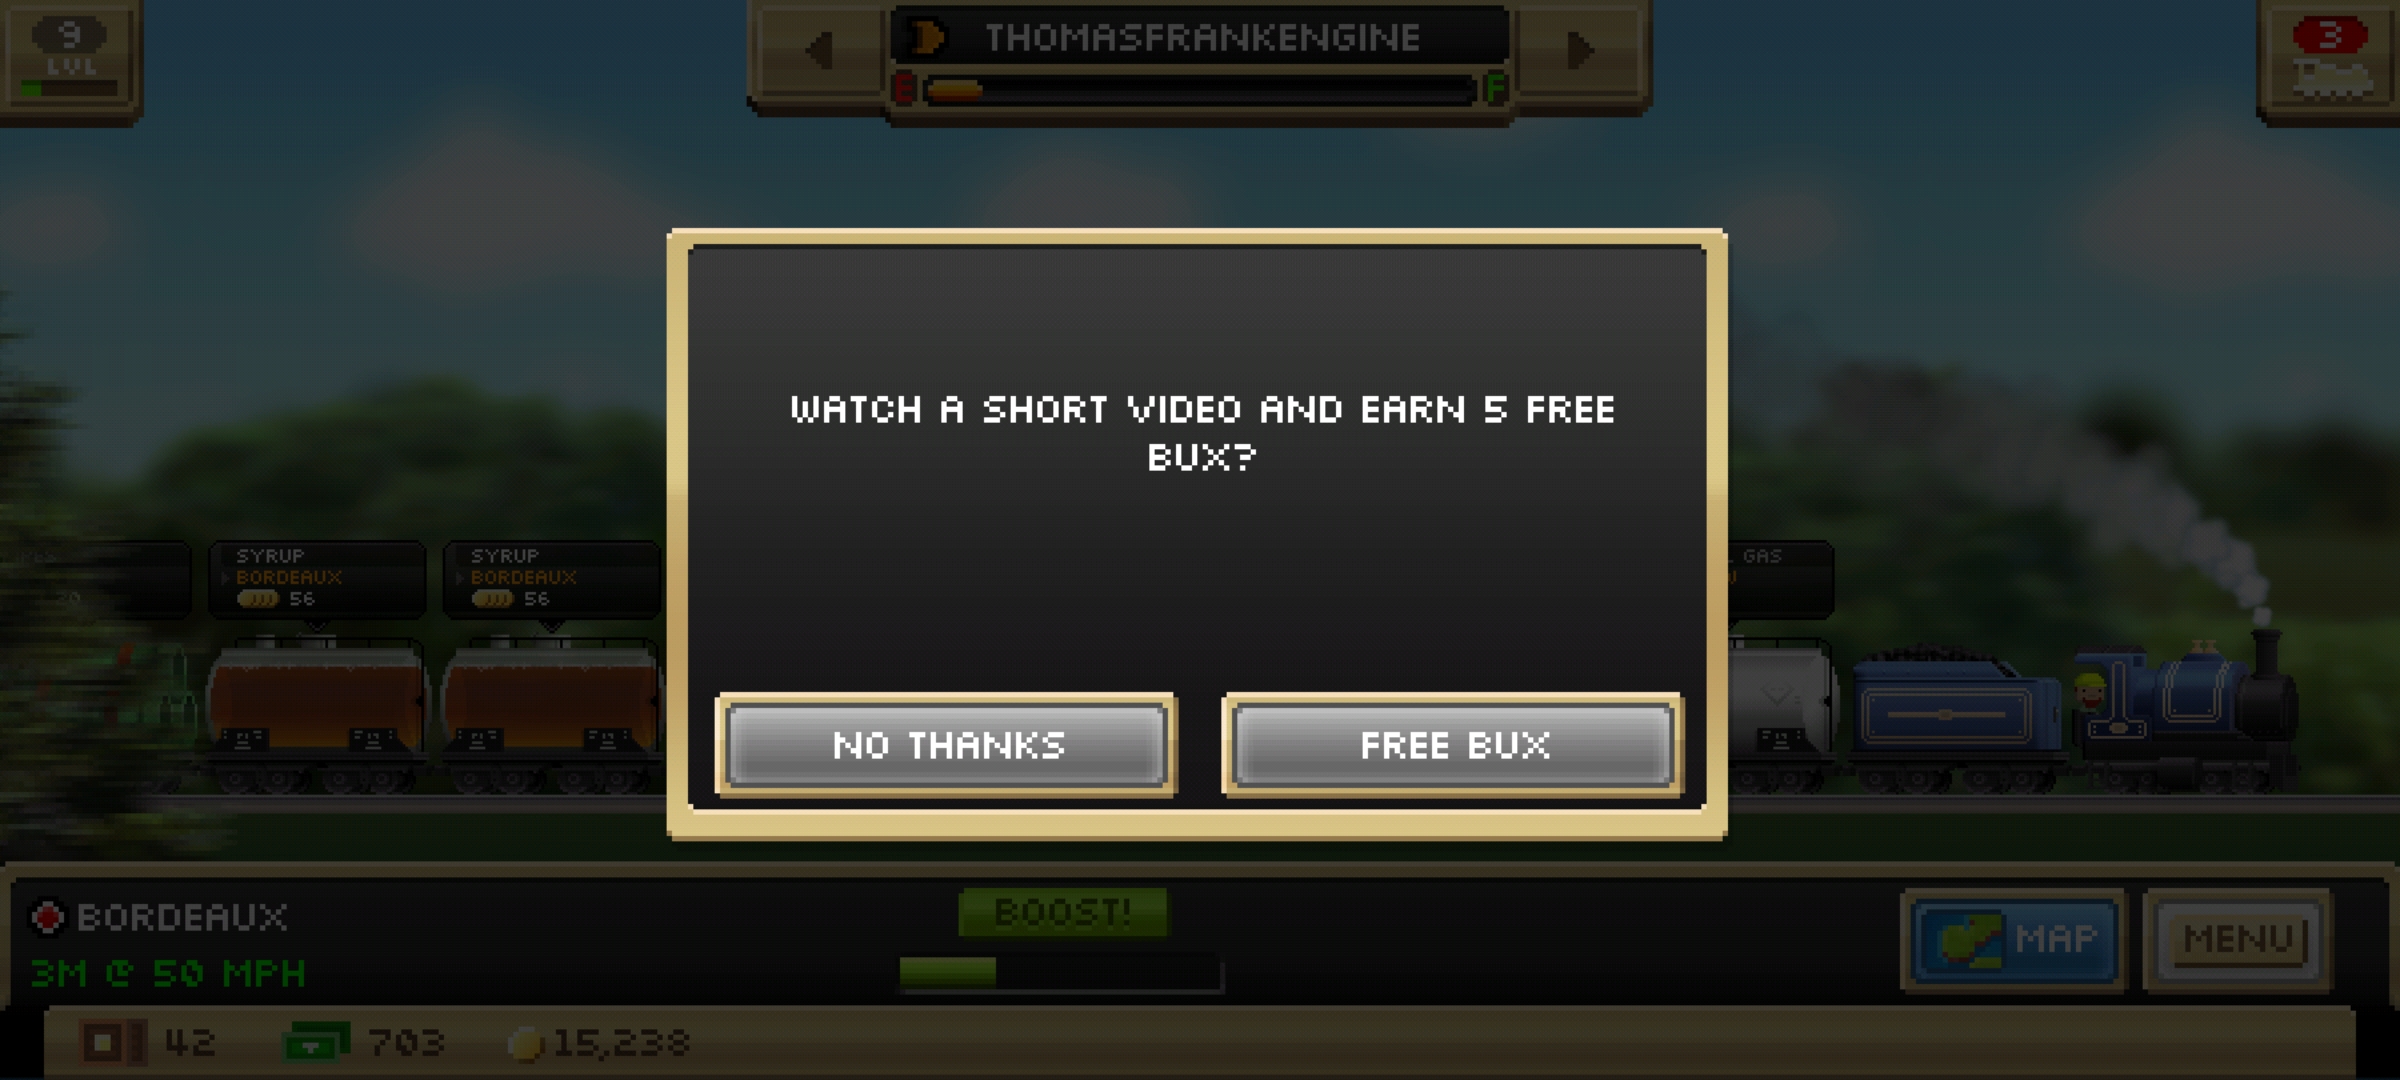 9
LVL
THOMASFRANKENGINE
E F
3
WATCH A SHORT VIDEO AND EARN 5 FREE
BUX?
SYRUP
BORDEAUX
56
SYRUP
BORDEAUX
56
GAS
NO THANKS
FREE BUX
BORDEAUX
3M @ 50 MPH
BOOST!
MAP
MENU
42
703
15,238